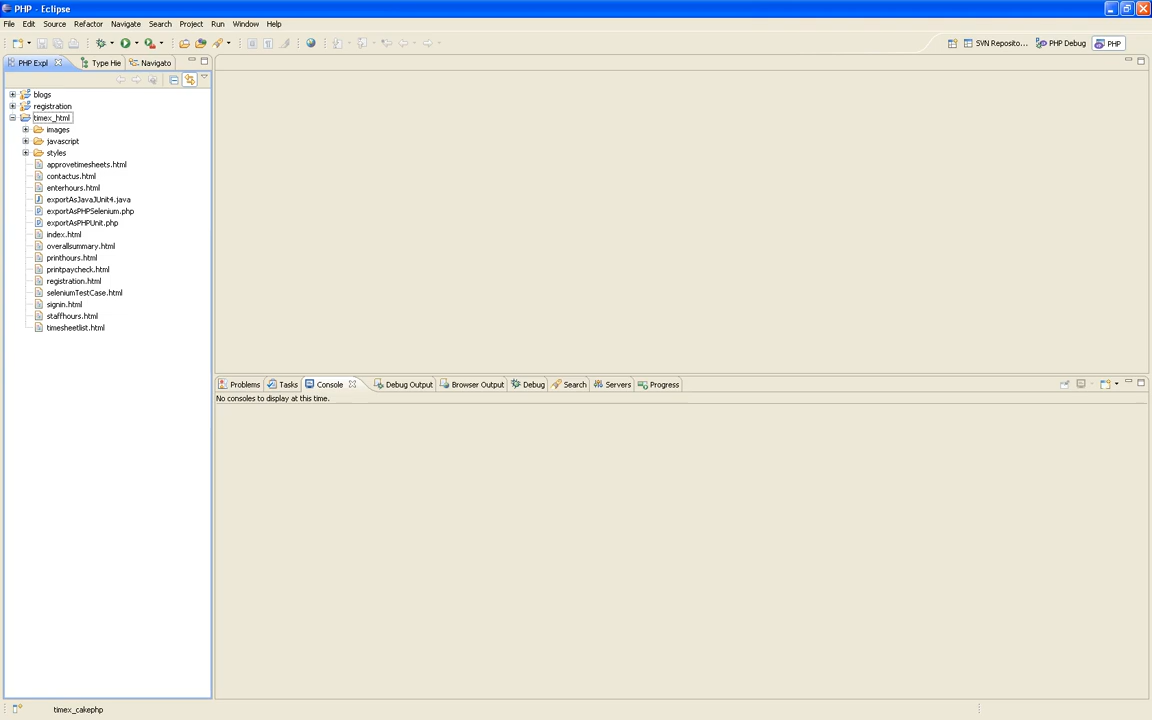 PHP - Eclipse
File Edit Source Refactor Navigate Search Project Run Window Help
SVN Reposito... PHP Debug PHP
PHP Expl Type Hie Navigato
blogs
registration
timex_html
images
javascript
styles
approvetimesheets.html
contactus.html
enterhours.html
exportAsJavaJUnit4.java
exportAsPHPSelenium.php
exportAsPHPUnit.php
index.html
overallsummary.html
printhours.html
printpaycheck.html
registration.html
seleniumTestCase.html
signin.html
staffhours.html
timesheetlist.html
Problems Tasks Console Debug Output Browser Output Debug Search Servers Progress
No consoles to display at this time.
timex_cakephp